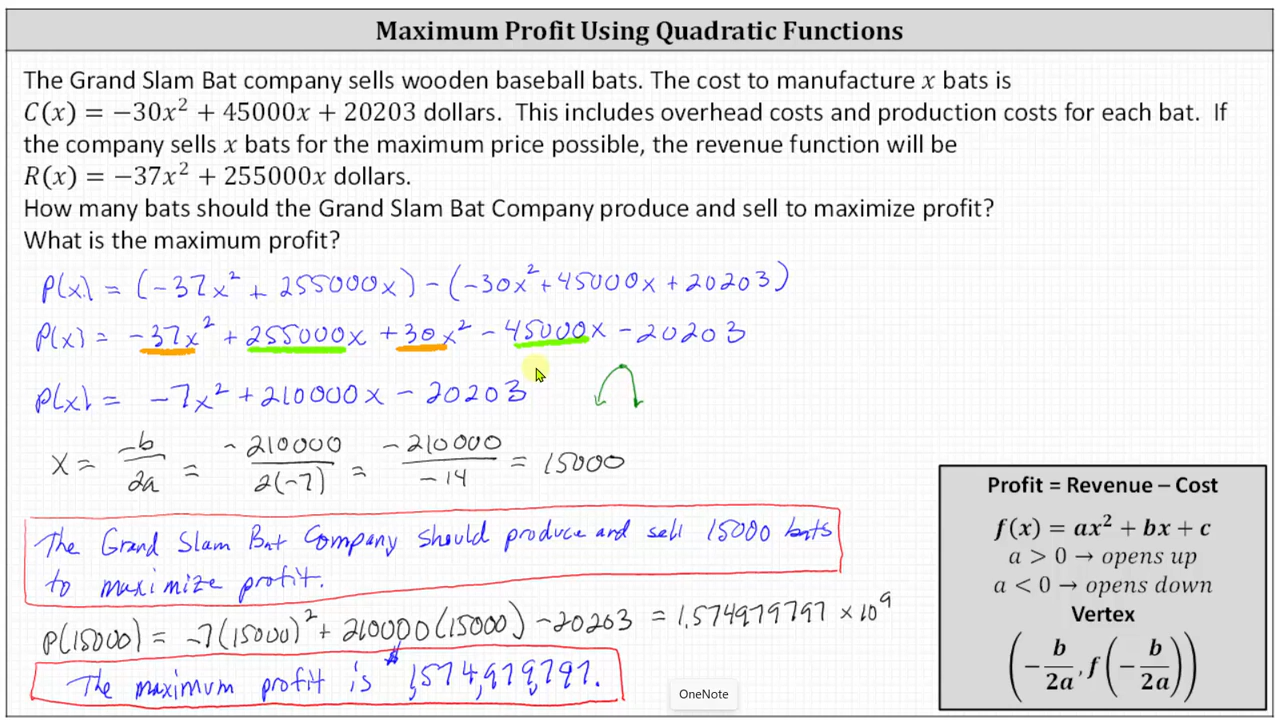 Maximum Profit Using Quadratic Functions
The Grand Slam Bat company sells wooden baseball bats. The cost to manufacture x bats is
C(x) = −30x² + 45000x + 20203 dollars. This includes overhead costs and production costs for each bat. If
the company sells x bats for the maximum price possible, the revenue function will be
R(x) = −37x² + 255000x dollars.
How many bats should the Grand Slam Bat Company produce and sell to maximize profit?
What is the maximum profit?
P(x) = (−37x² + 255000x) − (−30x² + 45000x + 20203)
P(x) = −37x² + 255000x + 30x² − 45000x − 20203
P(x) = −7x² + 210000x − 20203
x = −b/2a = −210000/2(−7) = −210000/−14 = 15000
The Grand Slam Bat Company should produce and sell 15000 bats
to maximize profit.
P(15000) = −7(15000)² + 210000(15000) − 20203 = 1.574979797 × 10⁹
The maximum profit is $1,574,979,797.
Profit = Revenue − Cost
f(x) = ax² + bx + c
a > 0 → opens up
a < 0 → opens down
Vertex
(−b/2a, f(−b/2a))
OneNote